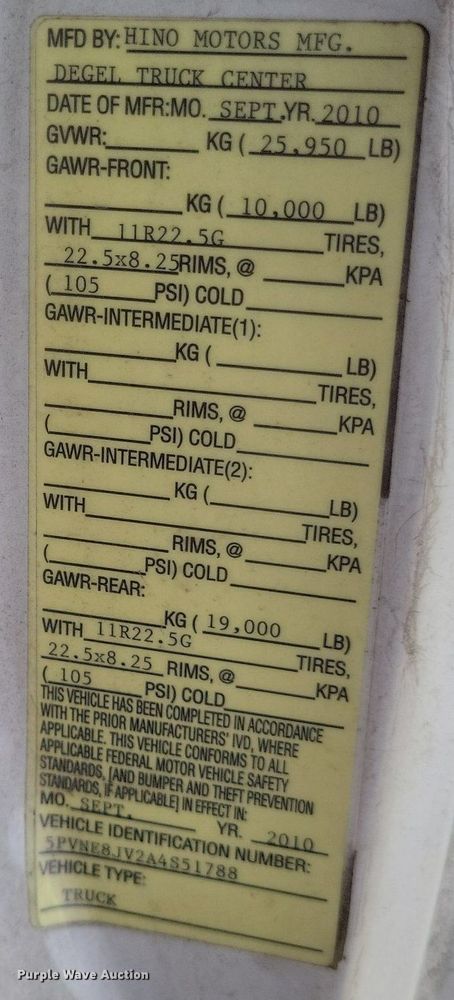 MFD BY: HINO MOTORS MFG.
DEGEL TRUCK CENTER
DATE OF MFR: MO. SEPT. YR. 2010
GVWR: KG ( 25,950 LB)
GAWR-FRONT:
KG ( 10,000 LB)
WITH 11R22.5G TIRES,
22.5x8.25 RIMS, @ KPA
( 105 PSI) COLD
GAWR-INTERMEDIATE(1):
KG ( LB)
WITH TIRES,
RIMS, @ KPA
( PSI) COLD
GAWR-INTERMEDIATE(2):
KG ( LB)
WITH TIRES,
RIMS, @ KPA
( PSI) COLD
GAWR-REAR:
KG ( 19,000 LB)
WITH 11R22.5G TIRES,
22.5x8.25 RIMS, @ KPA
( 105 PSI) COLD
THIS VEHICLE HAS BEEN COMPLETED IN ACCORDANCE
WITH THE PRIOR MANUFACTURERS' IVD, WHERE
APPLICABLE. THIS VEHICLE CONFORMS TO ALL
APPLICABLE FEDERAL MOTOR VEHICLE SAFETY
STANDARDS, [AND BUMPER AND THEFT PREVENTION
STANDARDS, IF APPLICABLE] IN EFFECT IN:
MO. SEPT. YR. 2010
VEHICLE IDENTIFICATION NUMBER:
5PVNE8JV2A4S51788
VEHICLE TYPE:
TRUCK
Purple Wave Auction